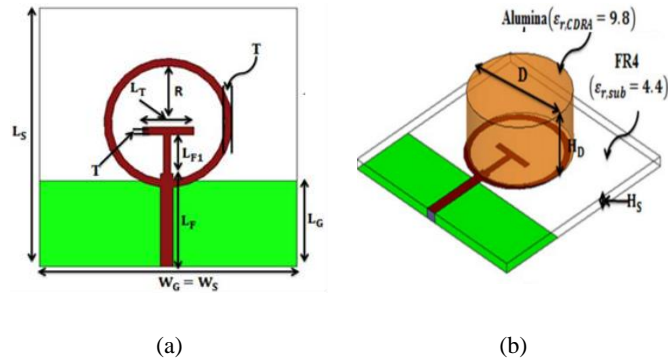 L_S
L_T
R
T
T
L_F1
L_F
L_G
W_G = W_S
(a)
Alumina(ε_r,CDRA = 9.8)
D
FR4
(ε_r,sub = 4.4)
H_D
H_S
(b)